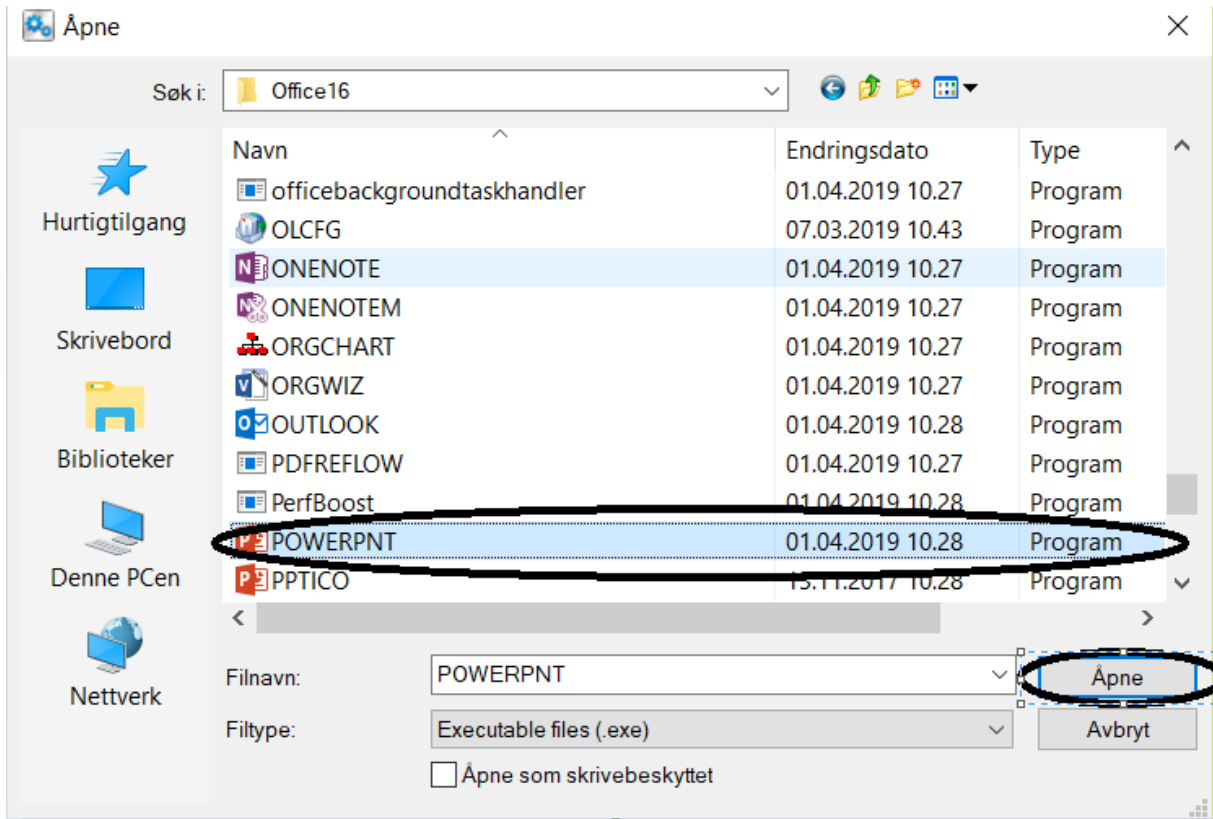 Åpne
Søk i: Office16
Navn Endringsdato Type
officebackgroundtaskhandler 01.04.2019 10.27 Program
OLCFG 07.03.2019 10.43 Program
ONENOTE 01.04.2019 10.27 Program
ONENOTEM 01.04.2019 10.27 Program
ORGCHART 01.04.2019 10.27 Program
ORGWIZ 01.04.2019 10.27 Program
OUTLOOK 01.04.2019 10.28 Program
PDFREFLOW 01.04.2019 10.27 Program
PerfBoost 01.04.2019 10.28 Program
POWERPNT 01.04.2019 10.28 Program
PPTICO 13.11.2017 10.28 Program
Hurtigtilgang
Skrivebord
Biblioteker
Denne PCen
Nettverk
Filnavn: POWERPNT Åpne
Filtype: Executable files (.exe) Avbryt
Åpne som skrivebeskyttet